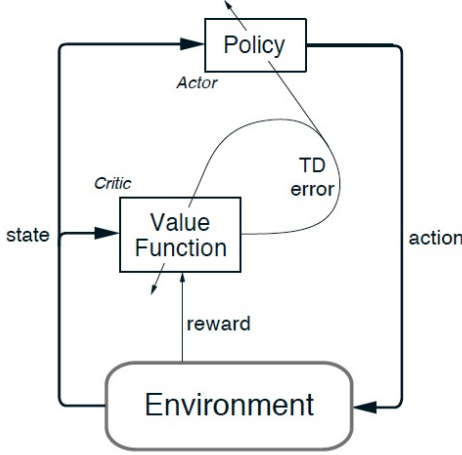 Policy
Actor
TD
error
Critic
Value
Function
state
action
reward
Environment